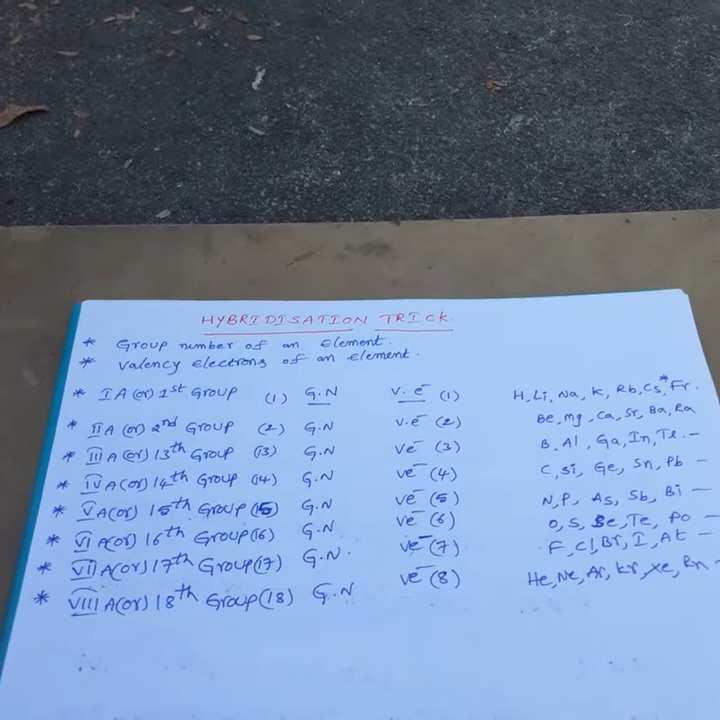 HYBRIDISATION TRICK.
* Group number of an Element.
* Valency electrons of an Element.
* IA (or) 1st Group (1) G.N V.e- (1) H, Li, Na, K, Rb, Cs,* Fr.
* IIA (or) 2nd Group (2) G.N V.e- (2) Be, Mg, Ca, Sr, Ba, Ra
* IIIA (or) 13th Group (13) G.N Ve- (3) B, Al, Ga, In, Te. -
* IVA (or) 14th Group (14) G.N Ve- (4) C, Si, Ge, Sn, Pb -
* VA (or) 15th Group (15) G.N Ve- (5) N, P, As, Sb, Bi -
* VIA (or) 16th Group (16) G.N Ve- (6) O, S, Se, Te, Po -
* VIIA (or) 17th Group (17) G.N. Ve- (7) F, Cl, Br, I, At -
* VIIIA (or) 18th Group (18) G.N Ve- (8) He, Ne, Ar, Kr, Xe, Rn -